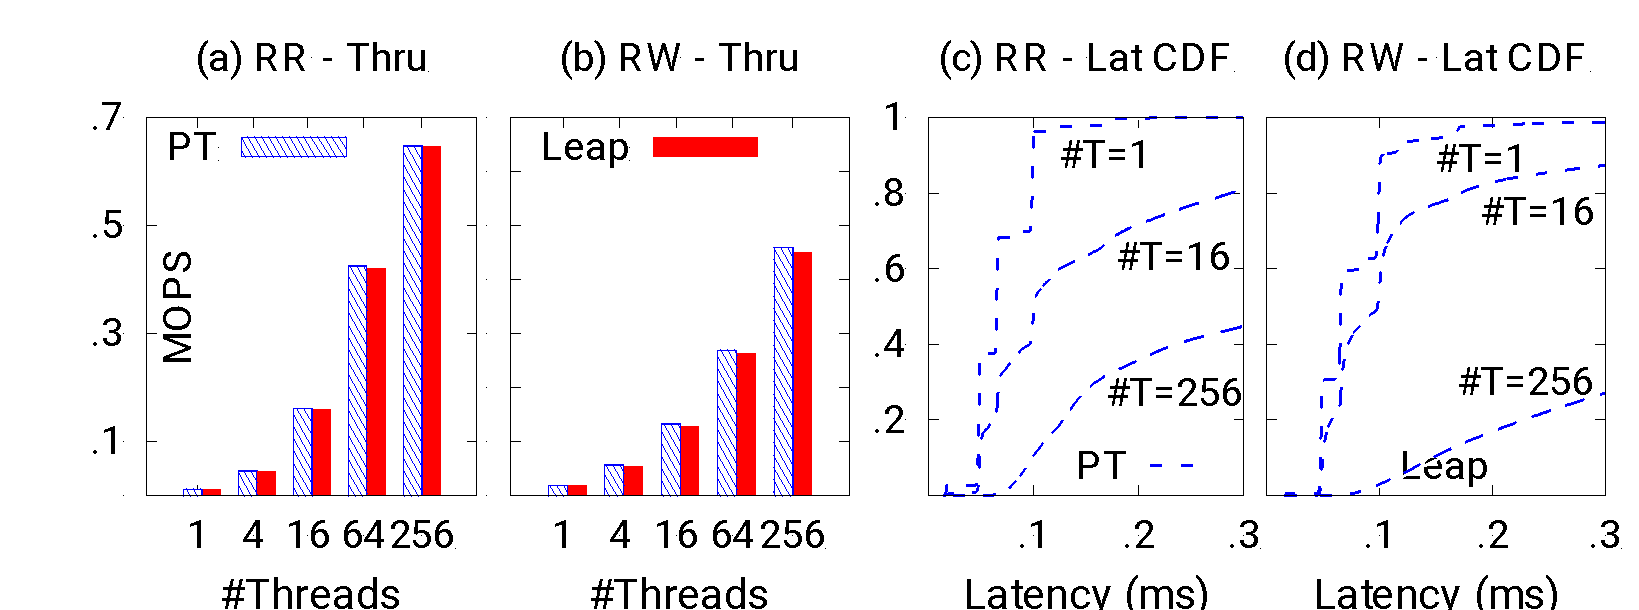 (a) RR - Thru
(b) RW - Thru
(c) RR - Lat CDF
(d) RW - Lat CDF
.7
.5
.3
.1
MOPS
PT
Leap
1 4 16 64 256
#Threads
1 4 16 64 256
#Threads
1
.8
.6
.4
.2
#T=1
#T=16
#T=256
PT
.1 .2 .3
Latency (ms)
#T=1
#T=16
#T=256
Leap
.1 .2 .3
Latency (ms)